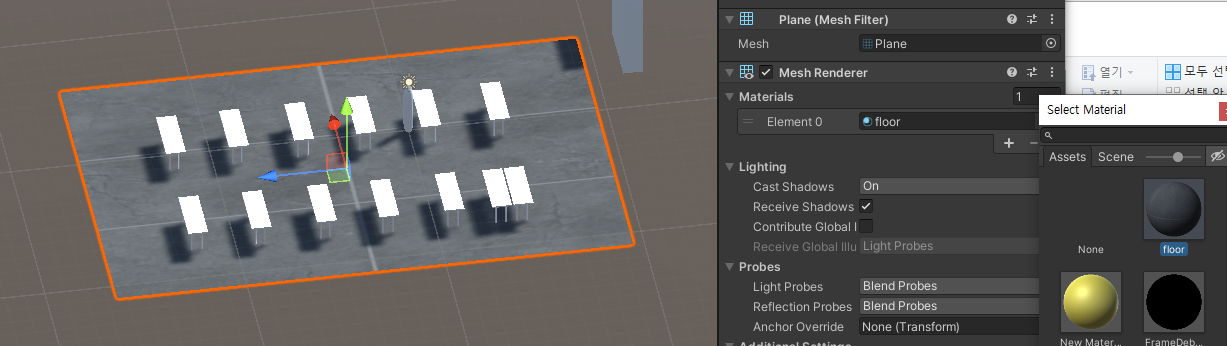 Plane (Mesh Filter)
Mesh
Plane
Mesh Renderer
Materials
1
Element 0
floor
Lighting
Cast Shadows
On
Receive Shadows
Contribute Global I
Receive Global Illu
Light Probes
Probes
Light Probes
Blend Probes
Reflection Probes
Blend Probes
Anchor Override
None (Transform)
열기
모두 선택
Select Material
Assets
Scene
None
floor
New Mater...
FrameDeb...